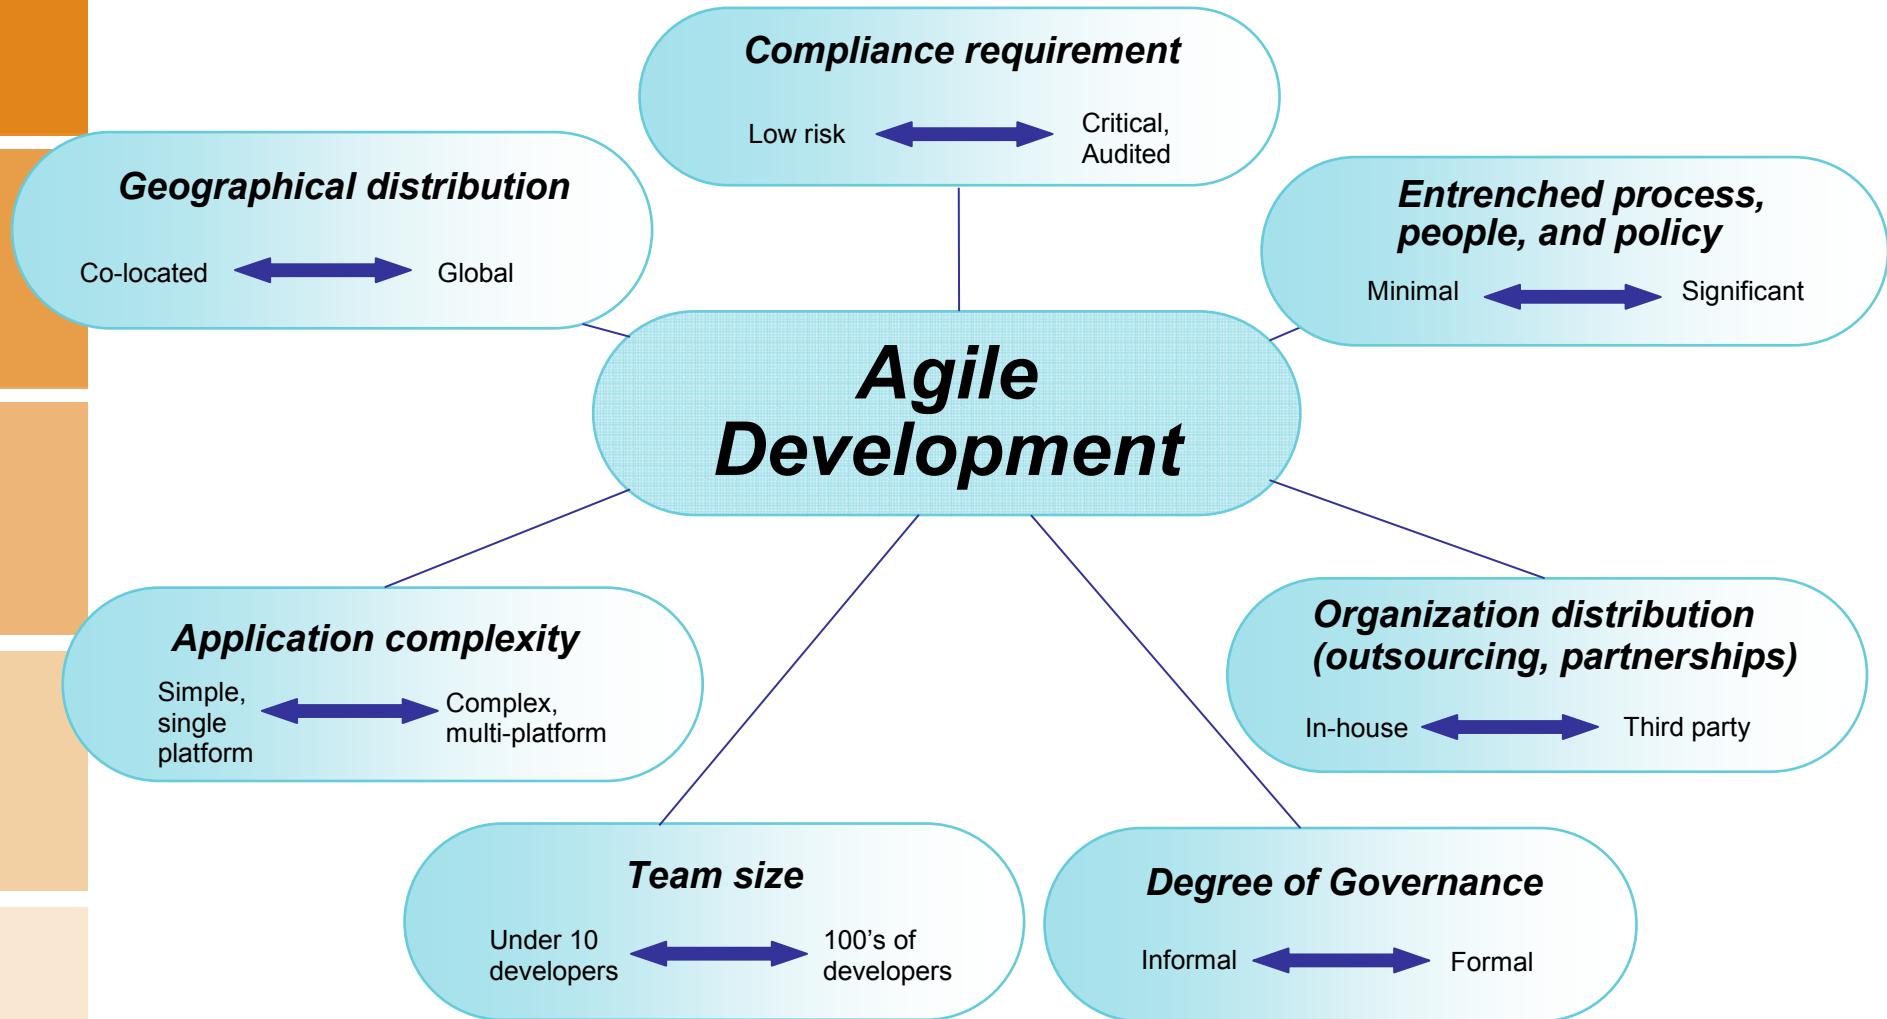 Compliance requirement
Low risk
Critical,
Audited
Geographical distribution
Co-located
Global
Entrenched process,
people, and policy
Minimal
Significant
Agile
Development
Application complexity
Simple,
single
platform
Complex,
multi-platform
Organization distribution
(outsourcing, partnerships)
In-house
Third party
Team size
Under 10
developers
100’s of
developers
Degree of Governance
Informal
Formal